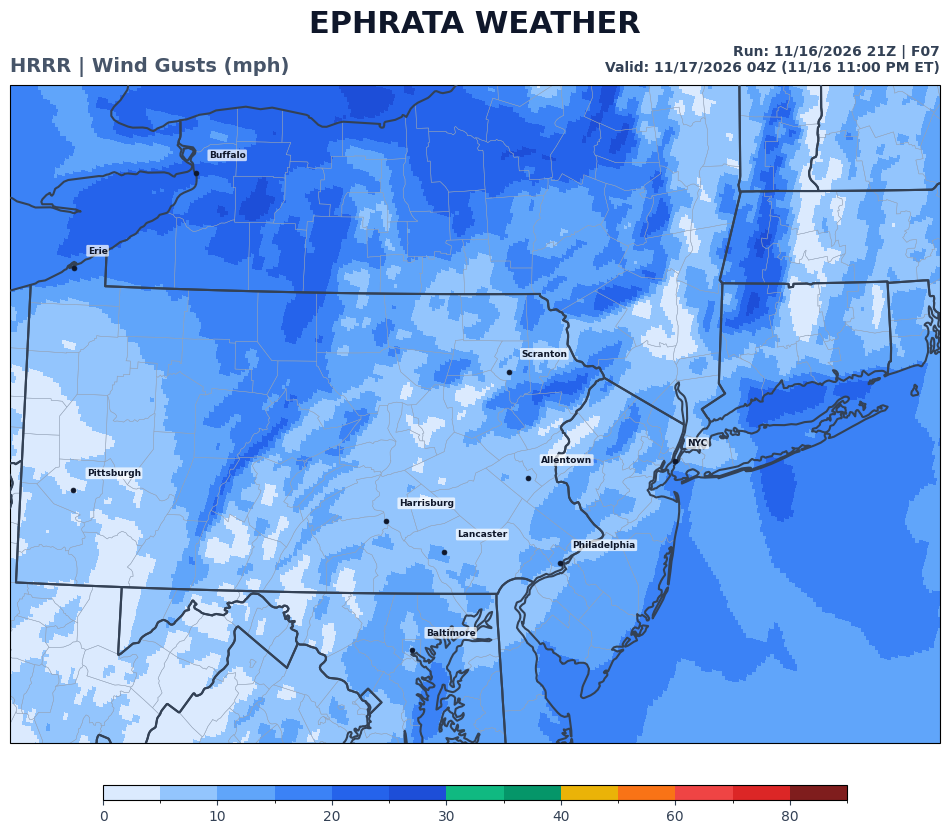 EPHRATA WEATHER
HRRR | Wind Gusts (mph)
Run: 11/16/2026 21Z | F07
Valid: 11/17/2026 04Z (11/16 11:00 PM ET)
Buffalo
Erie
Scranton
NYC
Allentown
Pittsburgh
Harrisburg
Lancaster
Philadelphia
Baltimore
0 10 20 30 40 60 80